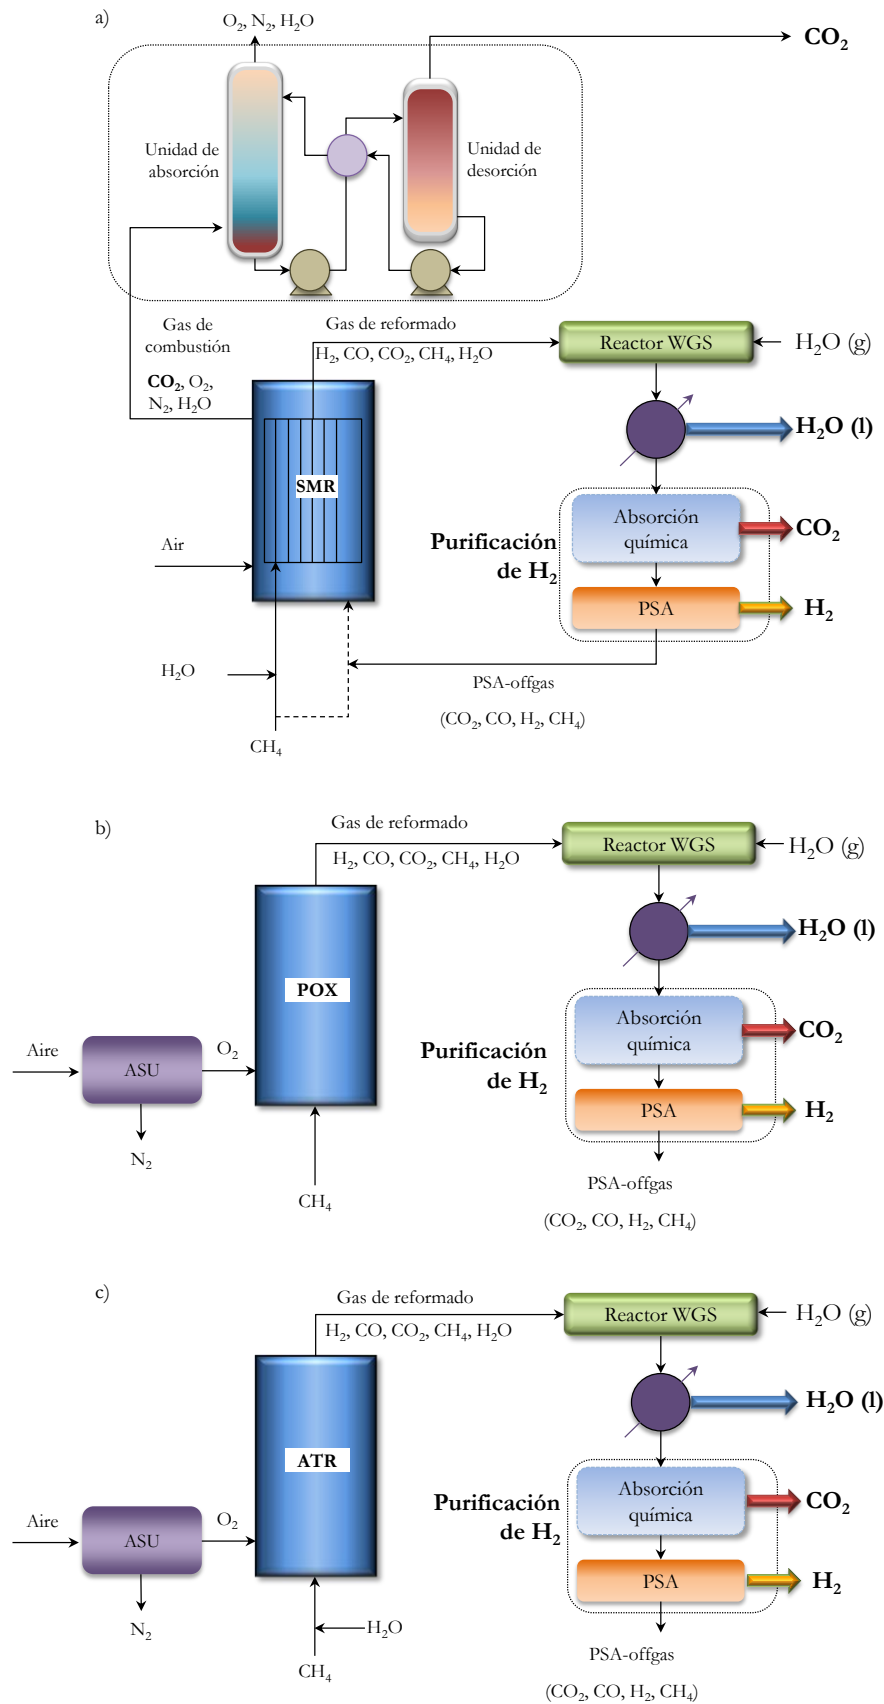 a)
O₂, N₂, H₂O
CO₂
Unidad de
absorción
Unidad de
desorción
Gas de
combustión
CO₂, O₂,
N₂, H₂O
Gas de reformado
H₂, CO, CO₂, CH₄, H₂O
Reactor WGS
H₂O (g)
H₂O (l)
SMR
Air
Purificación
de H₂
Absorción
química
CO₂
PSA
H₂
H₂O
PSA-offgas
(CO₂, CO, H₂, CH₄)
CH₄
b)
Gas de reformado
H₂, CO, CO₂, CH₄, H₂O
Reactor WGS
H₂O (g)
H₂O (l)
POX
Aire
ASU
O₂
N₂
CH₄
Purificación
de H₂
Absorción
química
CO₂
PSA
H₂
PSA-offgas
(CO₂, CO, H₂, CH₄)
c)
Gas de reformado
H₂, CO, CO₂, CH₄, H₂O
Reactor WGS
H₂O (g)
H₂O (l)
ATR
Aire
ASU
O₂
N₂
H₂O
CH₄
Purificación
de H₂
Absorción
química
CO₂
PSA
H₂
PSA-offgas
(CO₂, CO, H₂, CH₄)